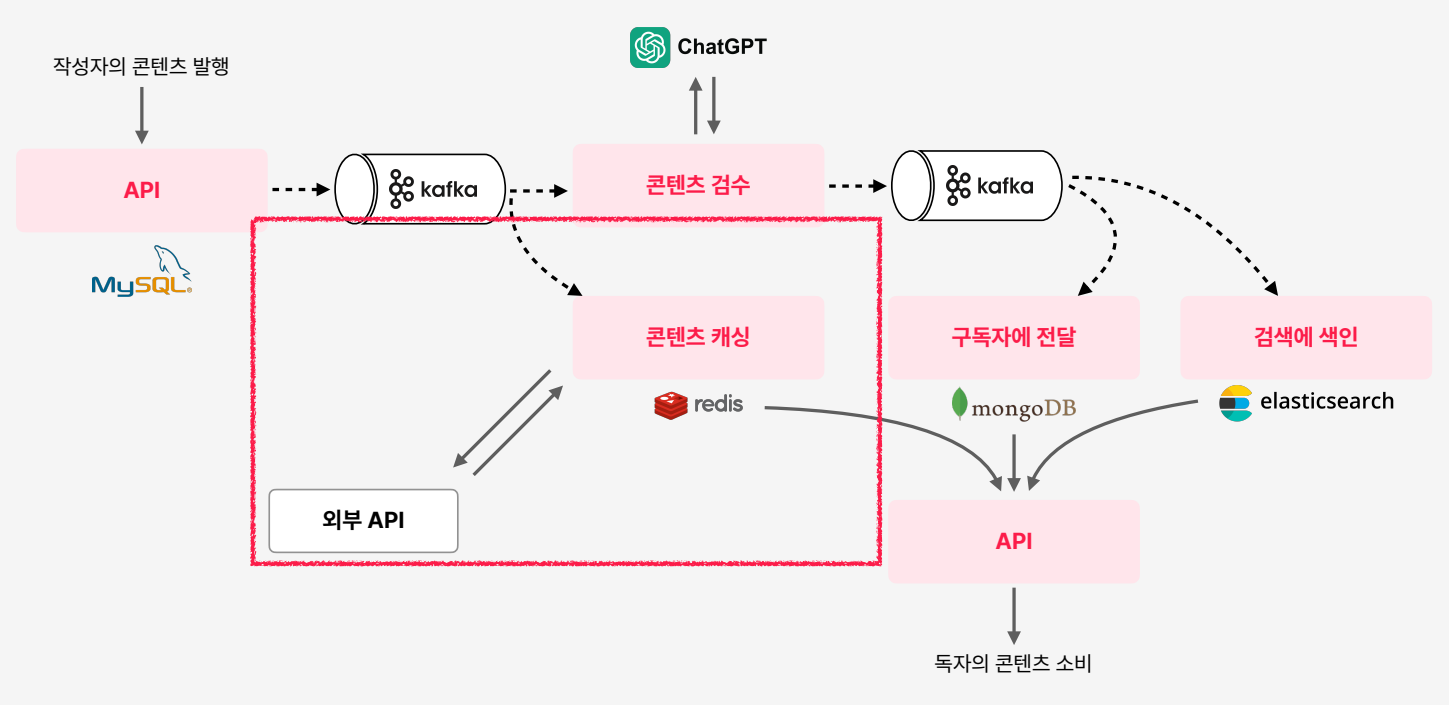 작성자의 콘텐츠 발행
ChatGPT
API
kafka
콘텐츠 검수
kafka
MySQL®
콘텐츠 캐싱
구독자에 전달
검색에 색인
redis
mongoDB
elasticsearch
외부 API
API
독자의 콘텐츠 소비